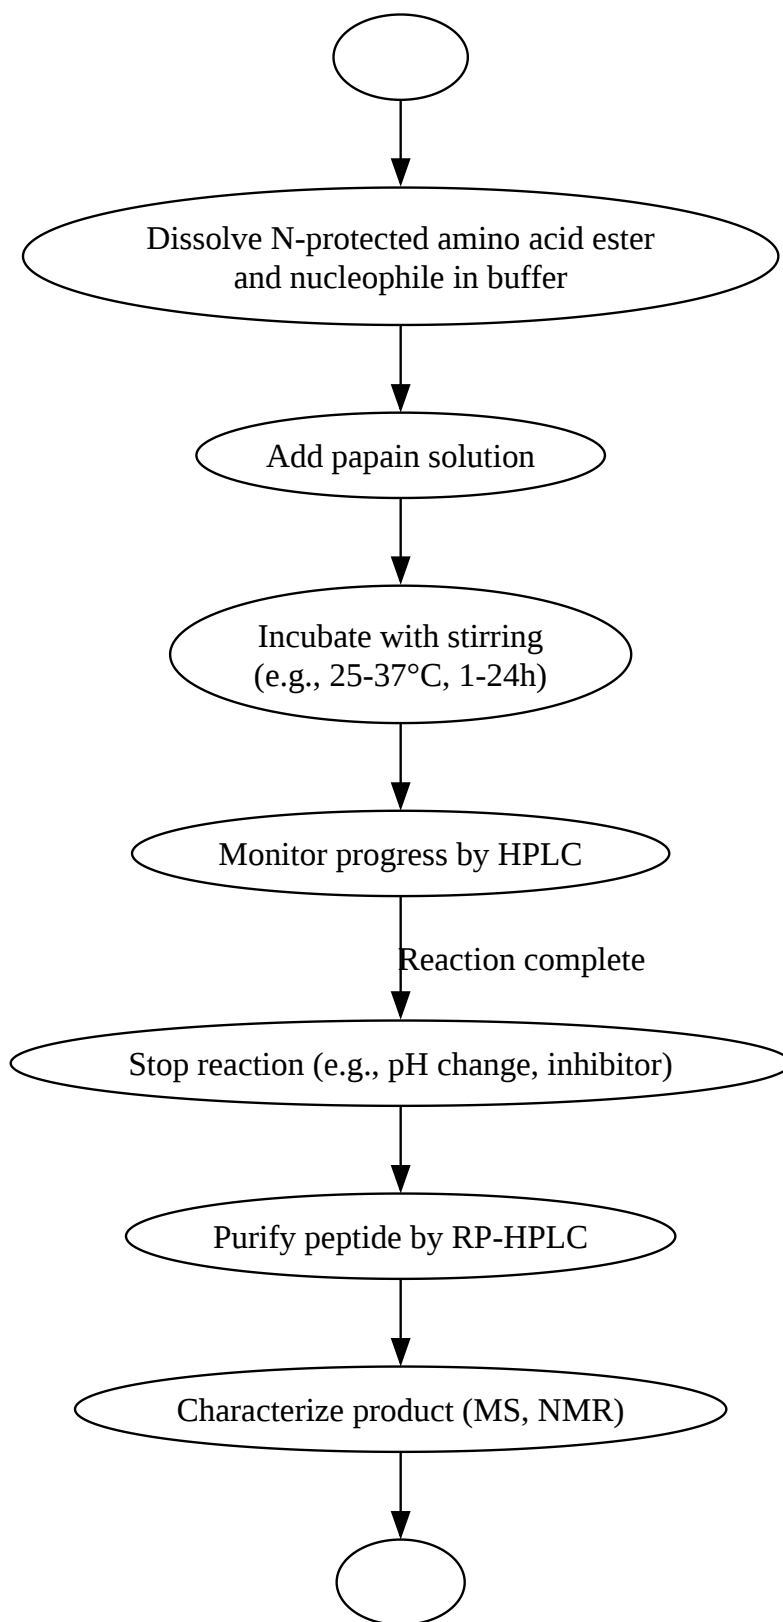 Dissolve N-protected amino acid ester
and nucleophile in buffer
Add papain solution
Incubate with stirring
(e.g., 25-37°C, 1-24h)
Monitor progress by HPLC
Reaction complete
Stop reaction (e.g., pH change, inhibitor)
Purify peptide by RP-HPLC
Characterize product (MS, NMR)